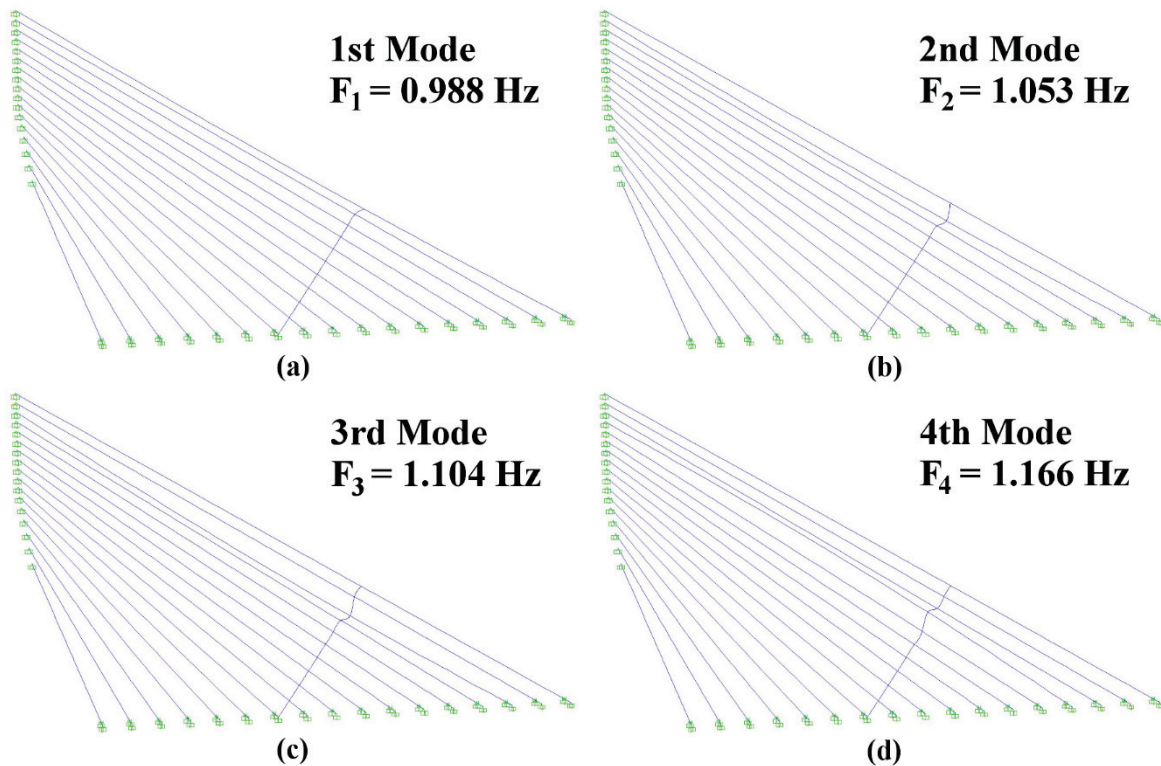 1st Mode
F₁ = 0.988 Hz
(a)
2nd Mode
F₂ = 1.053 Hz
(b)
3rd Mode
F₃ = 1.104 Hz
(c)
4th Mode
F₄ = 1.166 Hz
(d)